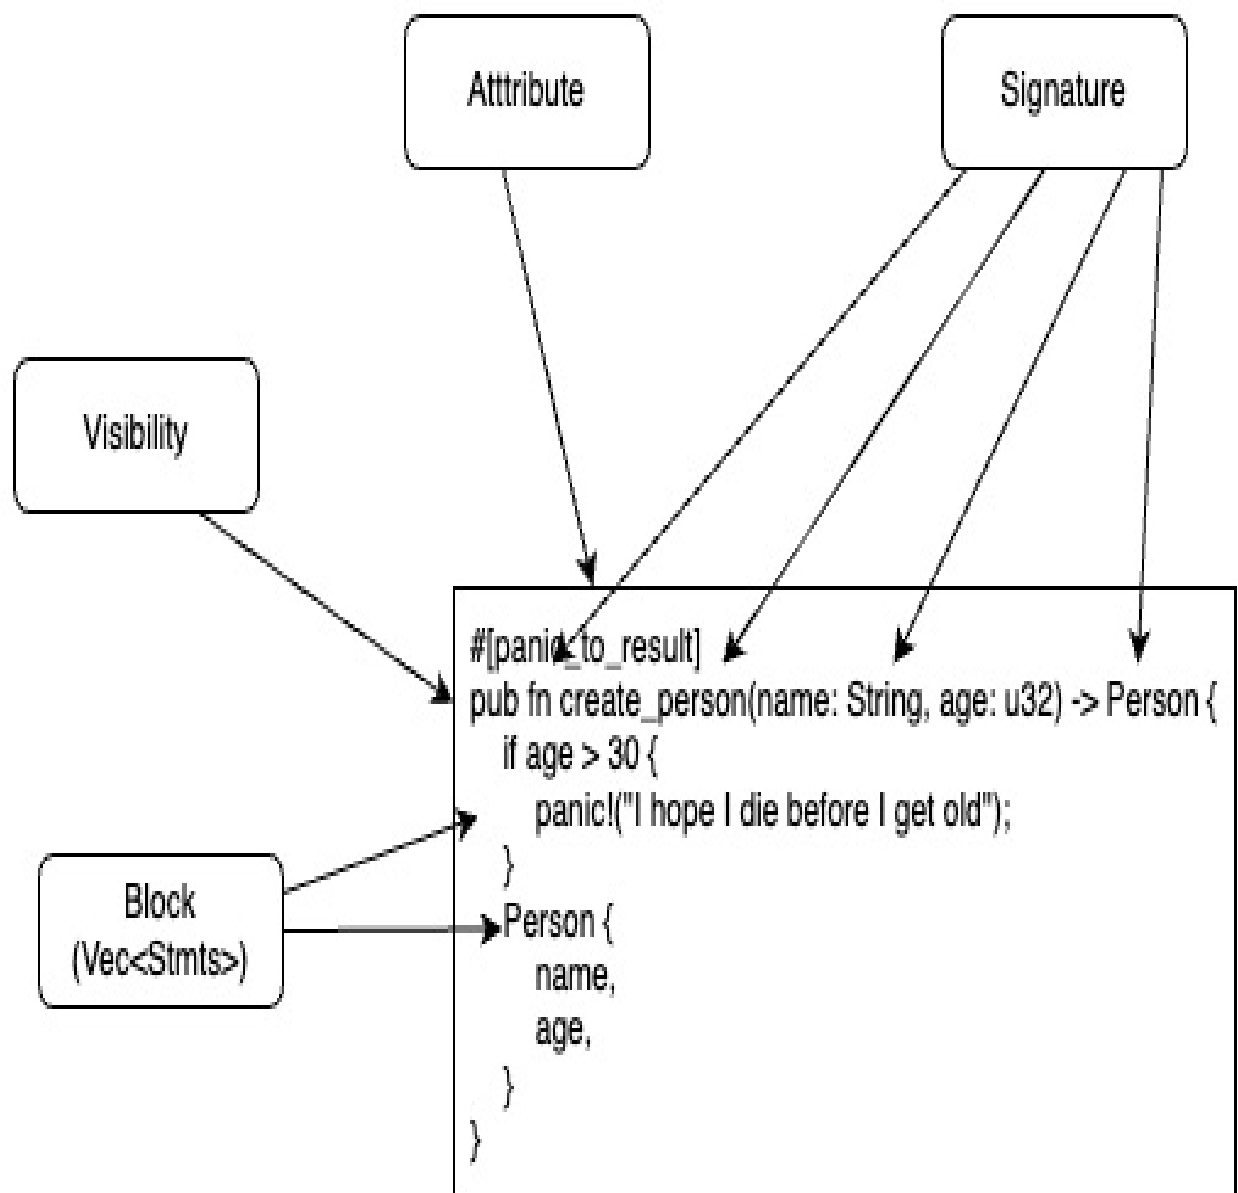 Atttribute
Signature
Visibility
#[panic_to_result]
pub fn create_person(name: String, age: u32) -> Person {
if age > 30 {
panic!("I hope I die before I get old");
}
Block
(Vec<Stmts>)
Person {
name,
age,
}
}